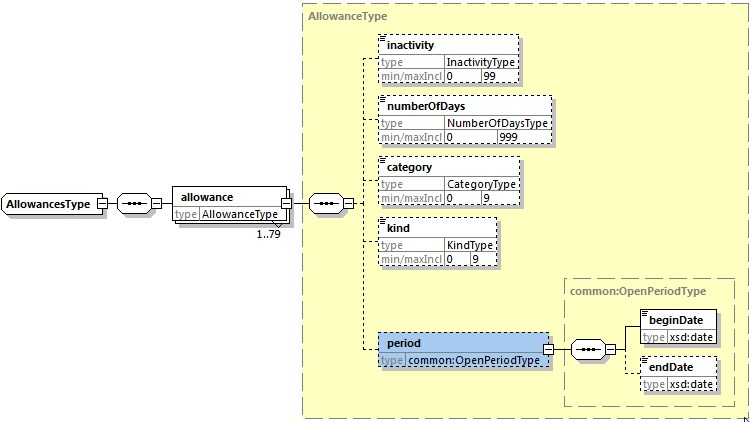 AllowanceType
inactivity
type InactivityType
min/maxIncl 0 99
numberOfDays
type NumberOfDaysType
min/maxIncl 0 999
category
type CategoryType
min/maxIncl 0 9
AllowancesType
allowance
type AllowanceType
1..79
kind
type KindType
min/maxIncl 0 9
common:OpenPeriodType
period
type common:OpenPeriodType
beginDate
type xsd:date
endDate
type xsd:date